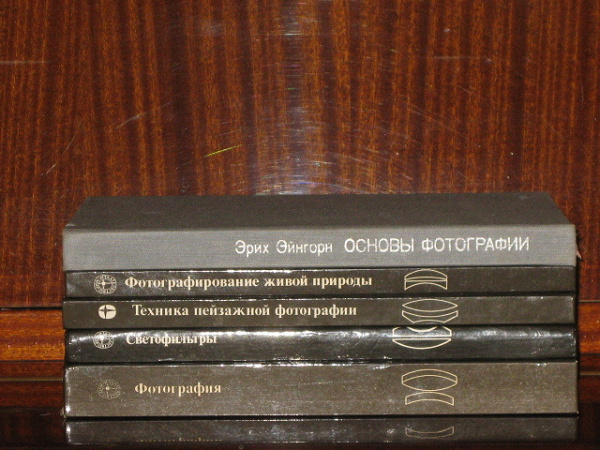 Эрих Эйнгорн ОСНОВЫ ФОТОГРАФИИ
Фотографирование живой природы
Техника пейзажной фотографии
Светофильтры
Фотография